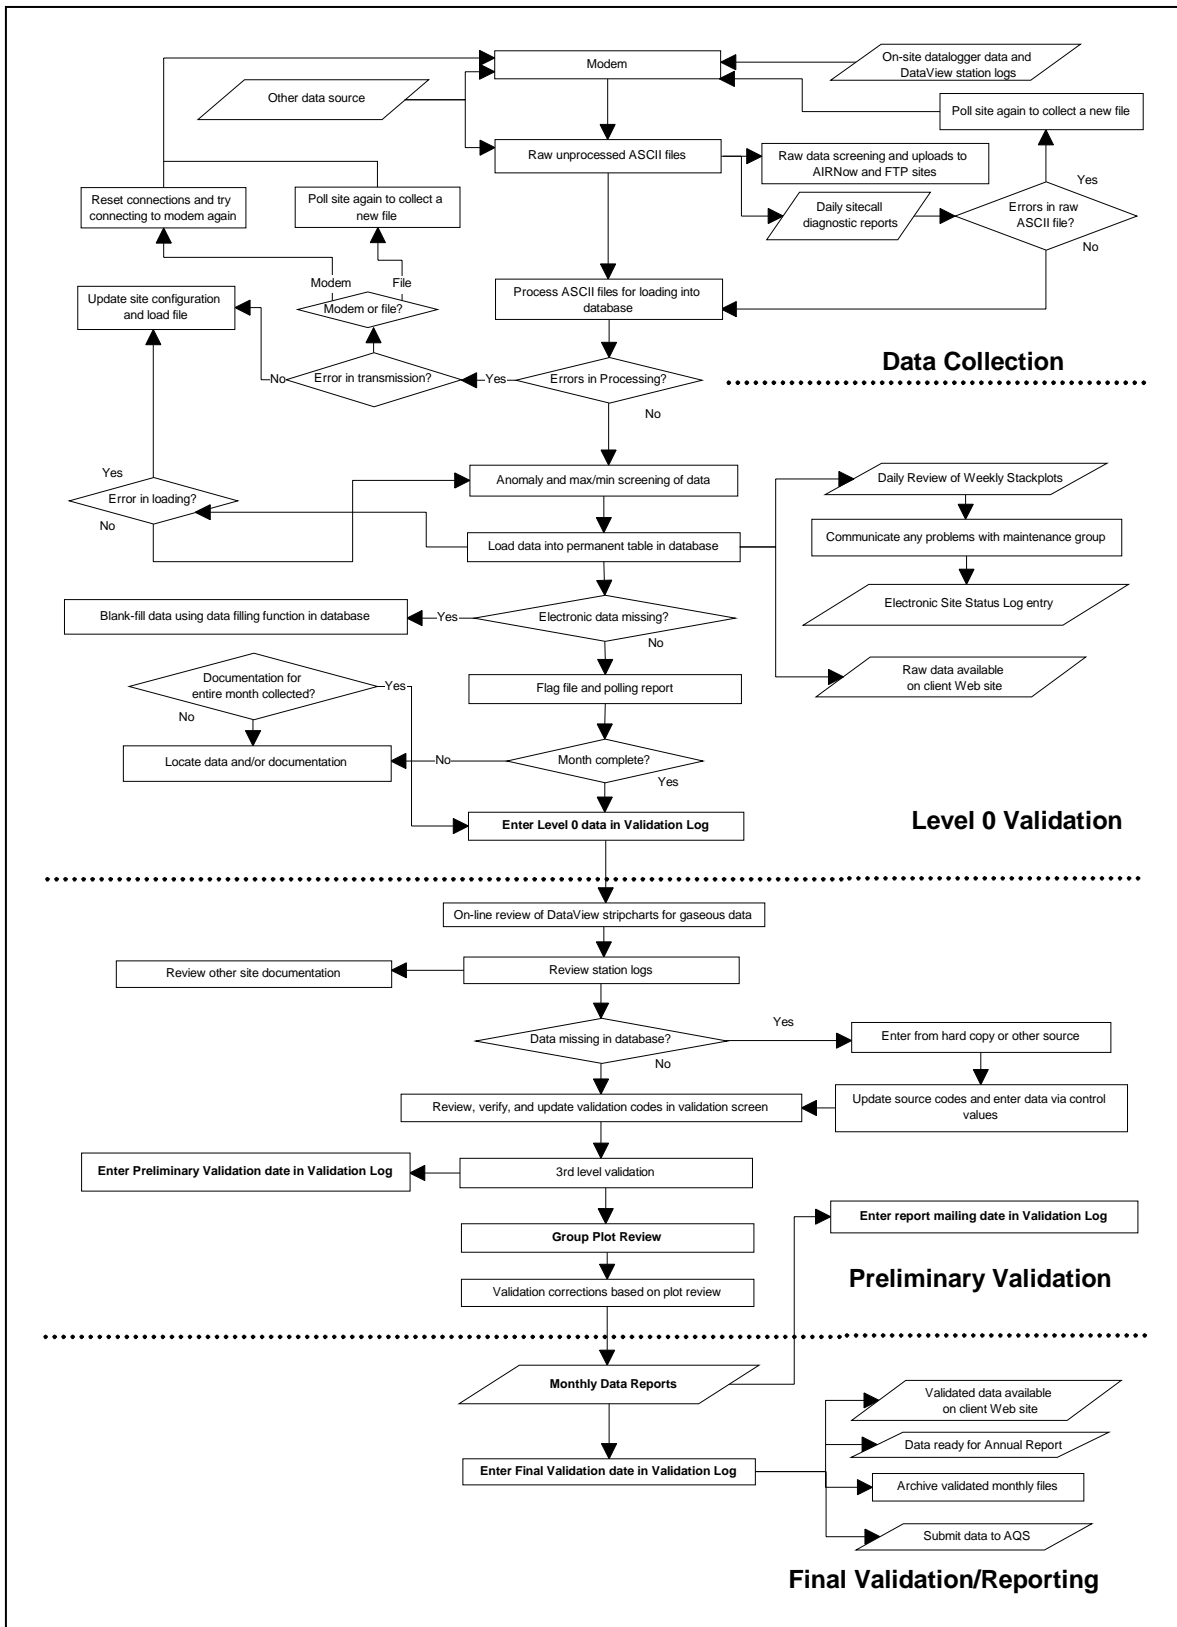 Modem
On-site datalogger data and
DataView station logs
Other data source
Poll site again to collect a new file
Raw unprocessed ASCII files
Raw data screening and uploads to
AIRNow and FTP sites
Yes
Reset connections and try
connecting to modem again
Poll site again to collect a
new file
Daily sitecall
diagnostic reports
Errors in raw
ASCII file?
No
Modem
File
Update site configuration
and load file
Modem or file?
Process ASCII files for loading into
database
Data Collection
No
Error in transmission?
Yes
Errors in Processing?
No
Yes
Error in loading?
No
Anomaly and max/min screening of data
Daily Review of Weekly Stackplots
Load data into permanent table in database
Communicate any problems with maintenance group
Electronic Site Status Log entry
Blank-fill data using data filling function in database
Yes
Electronic data missing?
No
Raw data available
on client Web site
Documentation for
entire month collected?
Yes
No
Flag file and polling report
Locate data and/or documentation
No
Month complete?
Yes
Enter Level 0 data in Validation Log
Level 0 Validation
On-line review of DataView stripcharts for gaseous data
Review other site documentation
Review station logs
Data missing in database?
Yes
No
Enter from hard copy or other source
Review, verify, and update validation codes in validation screen
Update source codes and enter data via control
values
Enter Preliminary Validation date in Validation Log
3rd level validation
Enter report mailing date in Validation Log
Group Plot Review
Preliminary Validation
Validation corrections based on plot review
Monthly Data Reports
Validated data available
on client Web site
Data ready for Annual Report
Enter Final Validation date in Validation Log
Archive validated monthly files
Submit data to AQS
Final Validation/Reporting